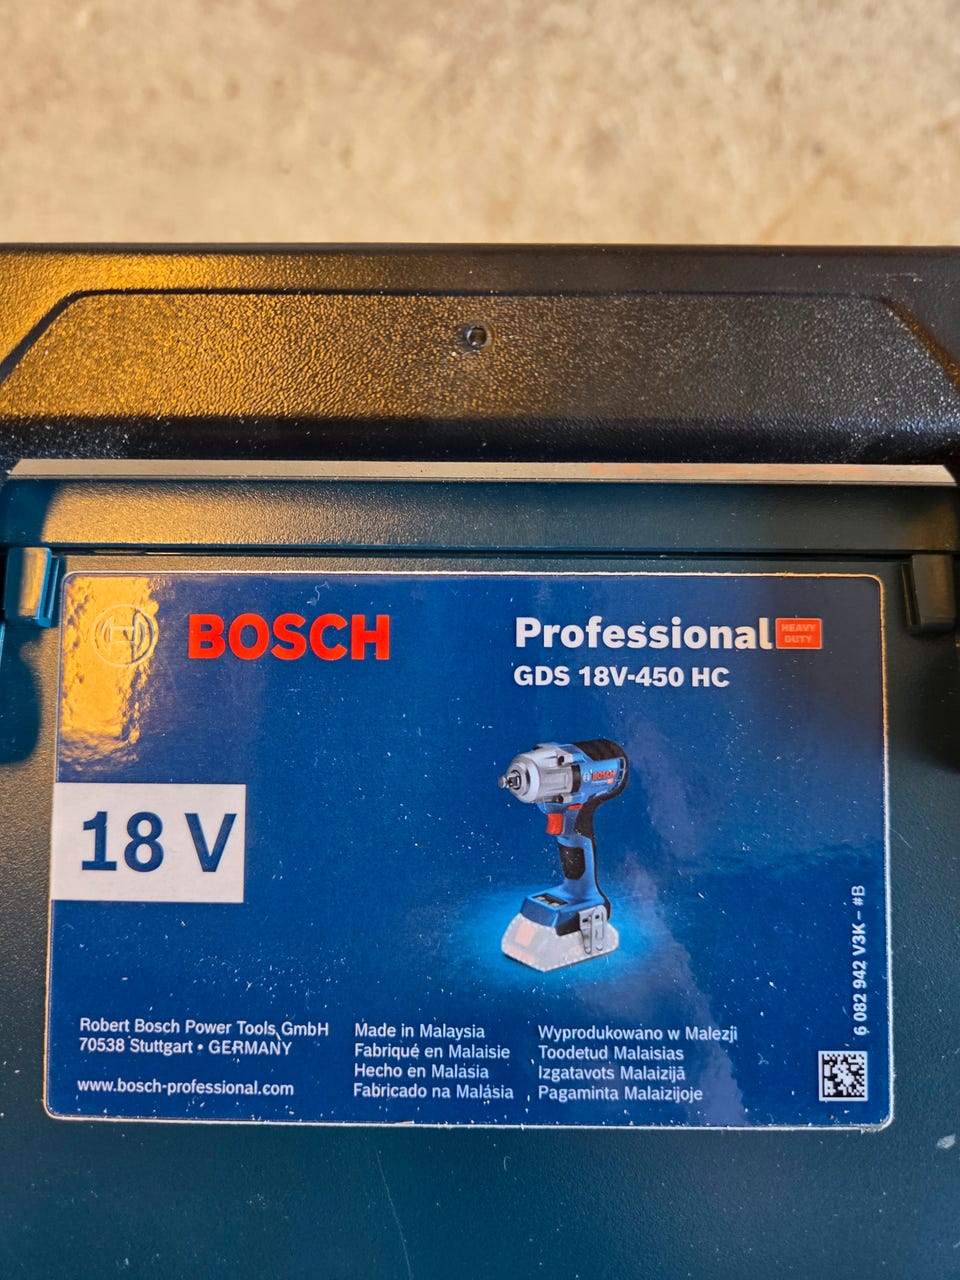 BOSCH
Professional HEAVY DUTY
GDS 18V-450 HC
BOSCH
18 V
6 082 942 V3K – #B
Robert Bosch Power Tools GmbH
70538 Stuttgart • GERMANY
www.bosch-professional.com
Made in Malaysia
Fabriqué en Malaisie
Hecho en Malasia
Fabricado na Malásia
Wyprodukowano w Malezji
Toodetud Malaisias
Izgatavots Malaizijā
Pagaminta Malaizijoje